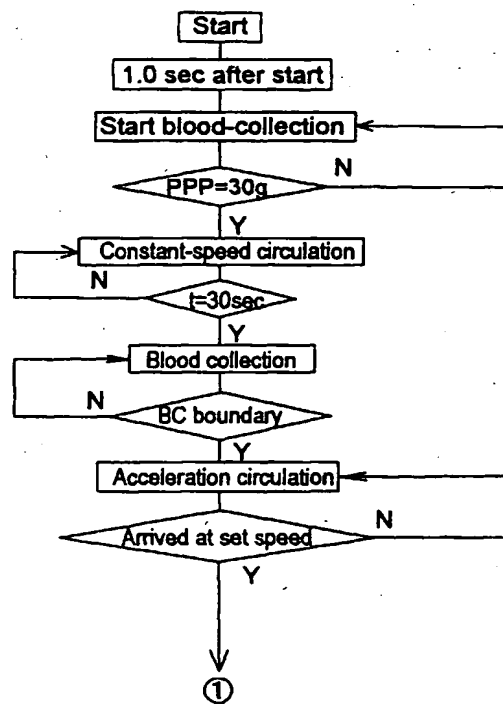 Start
1.0 sec after start
Start blood-collection
PPP=30g
N
Y
Constant-speed circulation
N
t=30sec
Y
Blood collection
N
BC boundary
Y
Acceleration circulation
Arrived at set speed
N
Y
1